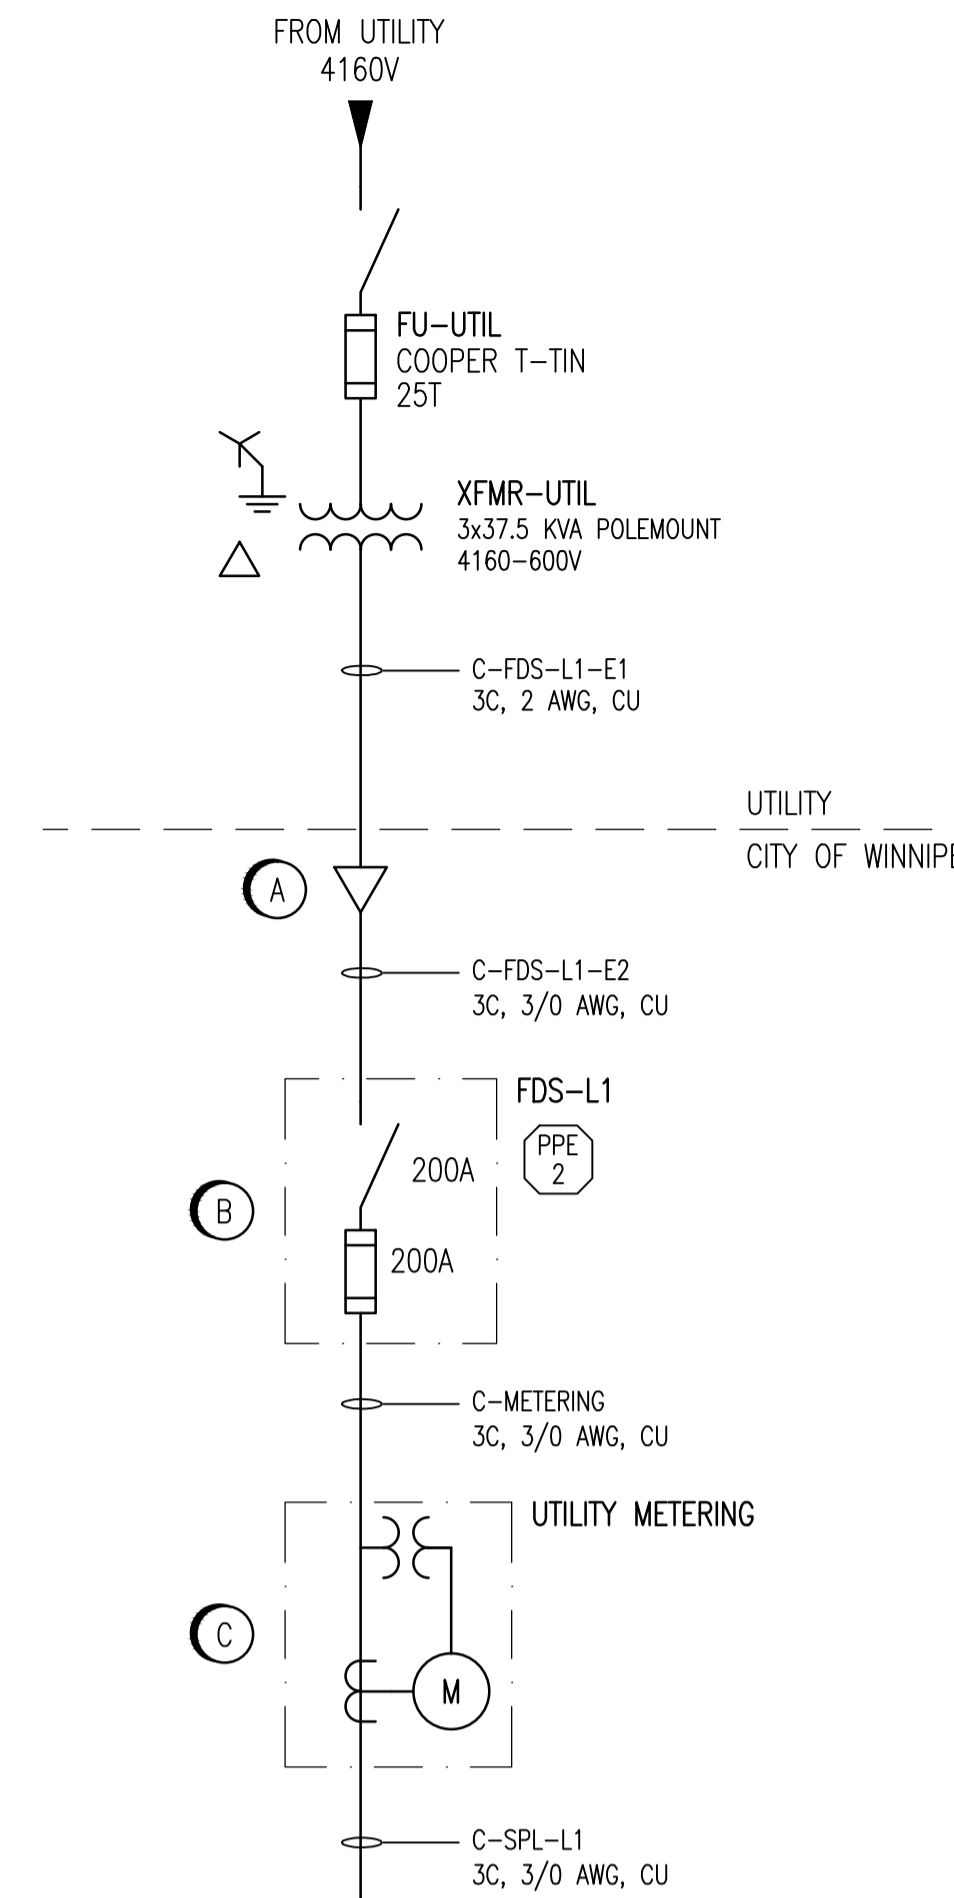 FROM UTILITY
4160V
FU-UTIL
COOPER T-TIN
25T
XFMR-UTIL
3x37.5 KVA POLEMOUNT
4160-600V
C-FDS-L1-E1
3C, 2 AWG, CU
UTILITY
CITY OF WINNIPE
A
C-FDS-L1-E2
3C, 3/0 AWG, CU
FDS-L1
PPE
2
200A
B
200A
C-METERING
3C, 3/0 AWG, CU
UTILITY METERING
C
M
C-SPL-L1
3C, 3/0 AWG, CU